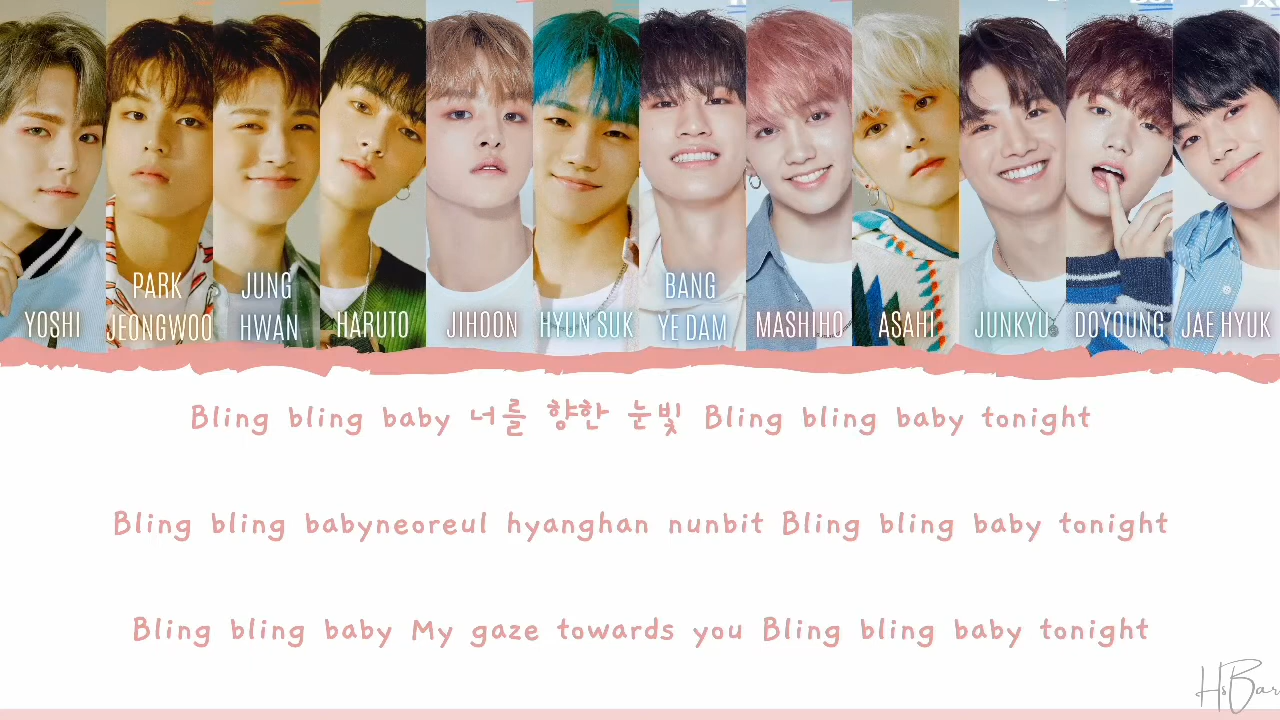 YOSHI
PARK JEONGWOO
JUNG HWAN
HARUTO
JIHOON
HYUN SUK
BANG YE DAM
MASHIHO
ASAHI
JUNKYU
DOYOUNG
JAE HYUK
Bling bling baby 너를 향한 눈빛 Bling bling baby tonight
Bling bling babyneoreul hyanghan nunbit Bling bling baby tonight
Bling bling baby My gaze towards you Bling bling baby tonight
HsBar